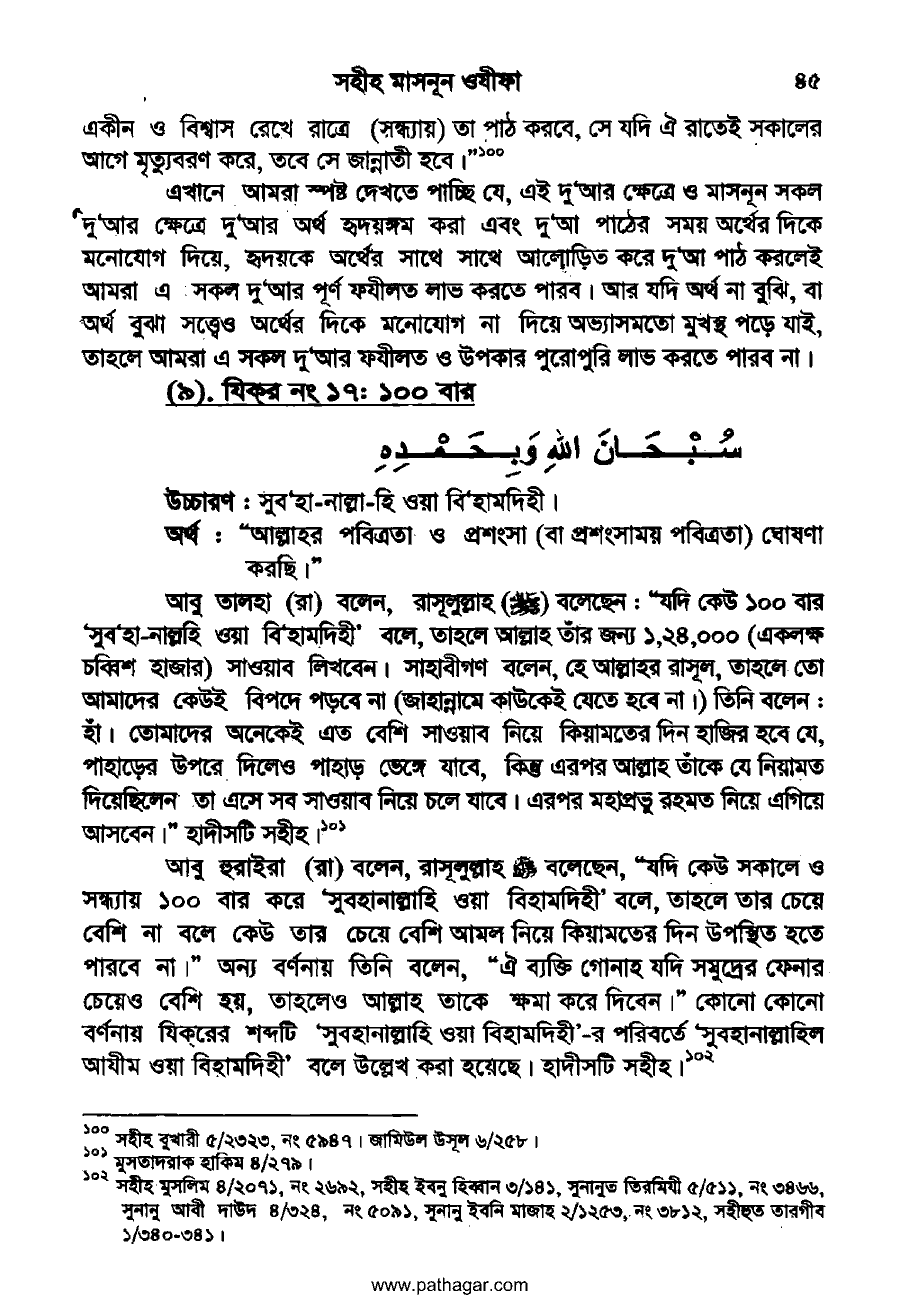 সহীহ মাসনূন ওযীফা ৪৫
একীন ও বিশ্বাস রেখে রাত্রে (সন্ধ্যায়) তা পাঠ করবে, সে যদি ঐ রাতেই সকালের
আগে মৃত্যুবরণ করে, তবে সে জান্নাতী হবে।”১০০
এখানে আমরা স্পষ্ট দেখতে পাচ্ছি যে, এই দু‘আর ক্ষেত্রে ও মাসনূন সকল
দু‘আর ক্ষেত্রে দু‘আর অর্থ হৃদয়ঙ্গম করা এবং দু‘আ পাঠের সময় অর্থের দিকে
মনোযোগ দিয়ে, হৃদয়কে অর্থের সাথে সাথে আলোড়িত করে দু‘আ পাঠ করলেই
আমরা এ সকল দু‘আর পূর্ণ ফযীলত লাভ করতে পারব। আর যদি অর্থ না বুঝি, বা
অর্থ বুঝা সত্ত্বেও অর্থের দিকে মনোযোগ না দিয়ে অভ্যাসমতো মুখস্থ পড়ে যাই,
তাহলে আমরা এ সকল দু‘আর ফযীলত ও উপকার পুরোপুরি লাভ করতে পারব না।
(৯). যিক্‌র নং ১৭: ১০০ বার
سُبْحَانَ اللهِ وَبِحَمْدِهِ
উচ্চারণ : সুব‘হা-নাল্লা-হি ওয়া বি‘হামদিহী।
অর্থ : “আল্লাহর পবিত্রতা ও প্রশংসা (বা প্রশংসাময় পবিত্রতা) ঘোষণা
করছি।”
আবু তালহা (রা) বলেন, রাসূলুল্লাহ (ﷺ) বলেছেন : “যদি কেউ ১০০ বার
‘সুব‘হা-নাল্লহি ওয়া বি‘হামদিহী’ বলে, তাহলে আল্লাহ তাঁর জন্য ১,২৪,০০০ (একলক্ষ
চব্বিশ হাজার) সাওয়াব লিখবেন। সাহাবীগণ বলেন, হে আল্লাহর রাসূল, তাহলে তো
আমাদের কেউই বিপদে পড়বে না (জাহান্নামে কাউকেই যেতে হবে না।) তিনি বলেন :
হাঁ। তোমাদের অনেকেই এত বেশি সাওয়াব নিয়ে কিয়ামতের দিন হাজির হবে যে,
পাহাড়ের উপরে দিলেও পাহাড় ভেঙ্গে যাবে, কিন্তু এরপর আল্লাহ তাঁকে যে নিয়ামত
দিয়েছিলেন তা এসে সব সাওয়াব নিয়ে চলে যাবে। এরপর মহাপ্রভু রহমত নিয়ে এগিয়ে
আসবেন।” হাদীসটি সহীহ।১০১
আবু হুরাইরা (রা) বলেন, রাসূলুল্লাহ ﷺ বলেছেন, “যদি কেউ সকালে ও
সন্ধ্যায় ১০০ বার করে ‘সুবহানাল্লাহি ওয়া বিহামদিহী’ বলে, তাহলে তার চেয়ে
বেশি না বলে কেউ তার চেয়ে বেশি আমল নিয়ে কিয়ামতের দিন উপস্থিত হতে
পারবে না।” অন্য বর্ণনায় তিনি বলেন, “ঐ ব্যক্তি গোনাহ যদি সমুদ্রের ফেনার
চেয়েও বেশি হয়, তাহলেও আল্লাহ তাকে ক্ষমা করে দিবেন।” কোনো কোনো
বর্ণনায় যিক্‌রের শব্দটি ‘সুবহানাল্লাহি ওয়া বিহামদিহী’-র পরিবর্তে ‘সুবহানাল্লাহিল
আযীম ওয়া বিহামদিহী’ বলে উল্লেখ করা হয়েছে। হাদীসটি সহীহ।১০২
১০০ সহীহ বুখারী ৫/২৩২৩, নং ৫৯৪৭। জামিউল উসূল ৬/২৫৮।
১০১ মুসতাদরাক হাকিম ৪/২৭৯।
১০২ সহীহ মুসলিম ৪/২০৭১, নং ২৬৯২, সহীহ ইবনু হিব্বান ৩/১৪১, সুনানুত তিরমিযী ৫/৫১১, নং ৩৪৬৬,
সুনানু আবী দাউদ ৪/৩২৪, নং ৫০৯১, সুনানু ইবনি মাজাহ ২/১২৫৩, নং ৩৮১২, সহীহুত তারগীব
১/৩৪০-৩৪১।
www.pathagar.com